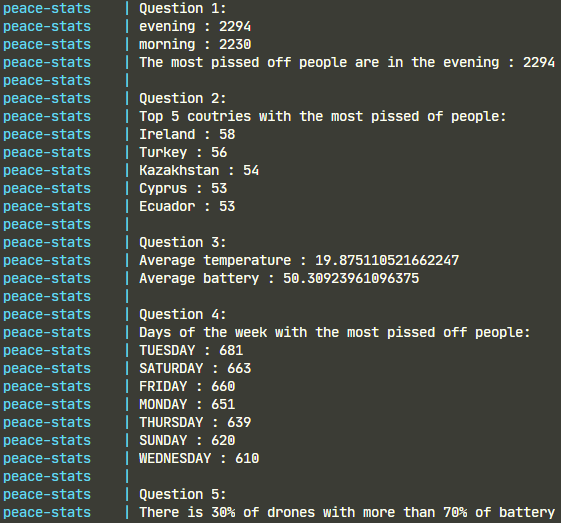 peace-stats | Question 1:
peace-stats | evening : 2294
peace-stats | morning : 2230
peace-stats | The most pissed off people are in the evening : 2294
peace-stats |
peace-stats | Question 2:
peace-stats | Top 5 coutries with the most pissed of people:
peace-stats | Ireland : 58
peace-stats | Turkey : 56
peace-stats | Kazakhstan : 54
peace-stats | Cyprus : 53
peace-stats | Ecuador : 53
peace-stats |
peace-stats | Question 3:
peace-stats | Average temperature : 19.875110521662247
peace-stats | Average battery : 50.30923961096375
peace-stats |
peace-stats | Question 4:
peace-stats | Days of the week with the most pissed off people:
peace-stats | TUESDAY : 681
peace-stats | SATURDAY : 663
peace-stats | FRIDAY : 660
peace-stats | MONDAY : 651
peace-stats | THURSDAY : 639
peace-stats | SUNDAY : 620
peace-stats | WEDNESDAY : 610
peace-stats |
peace-stats | Question 5:
peace-stats | There is 30% of drones with more than 70% of battery